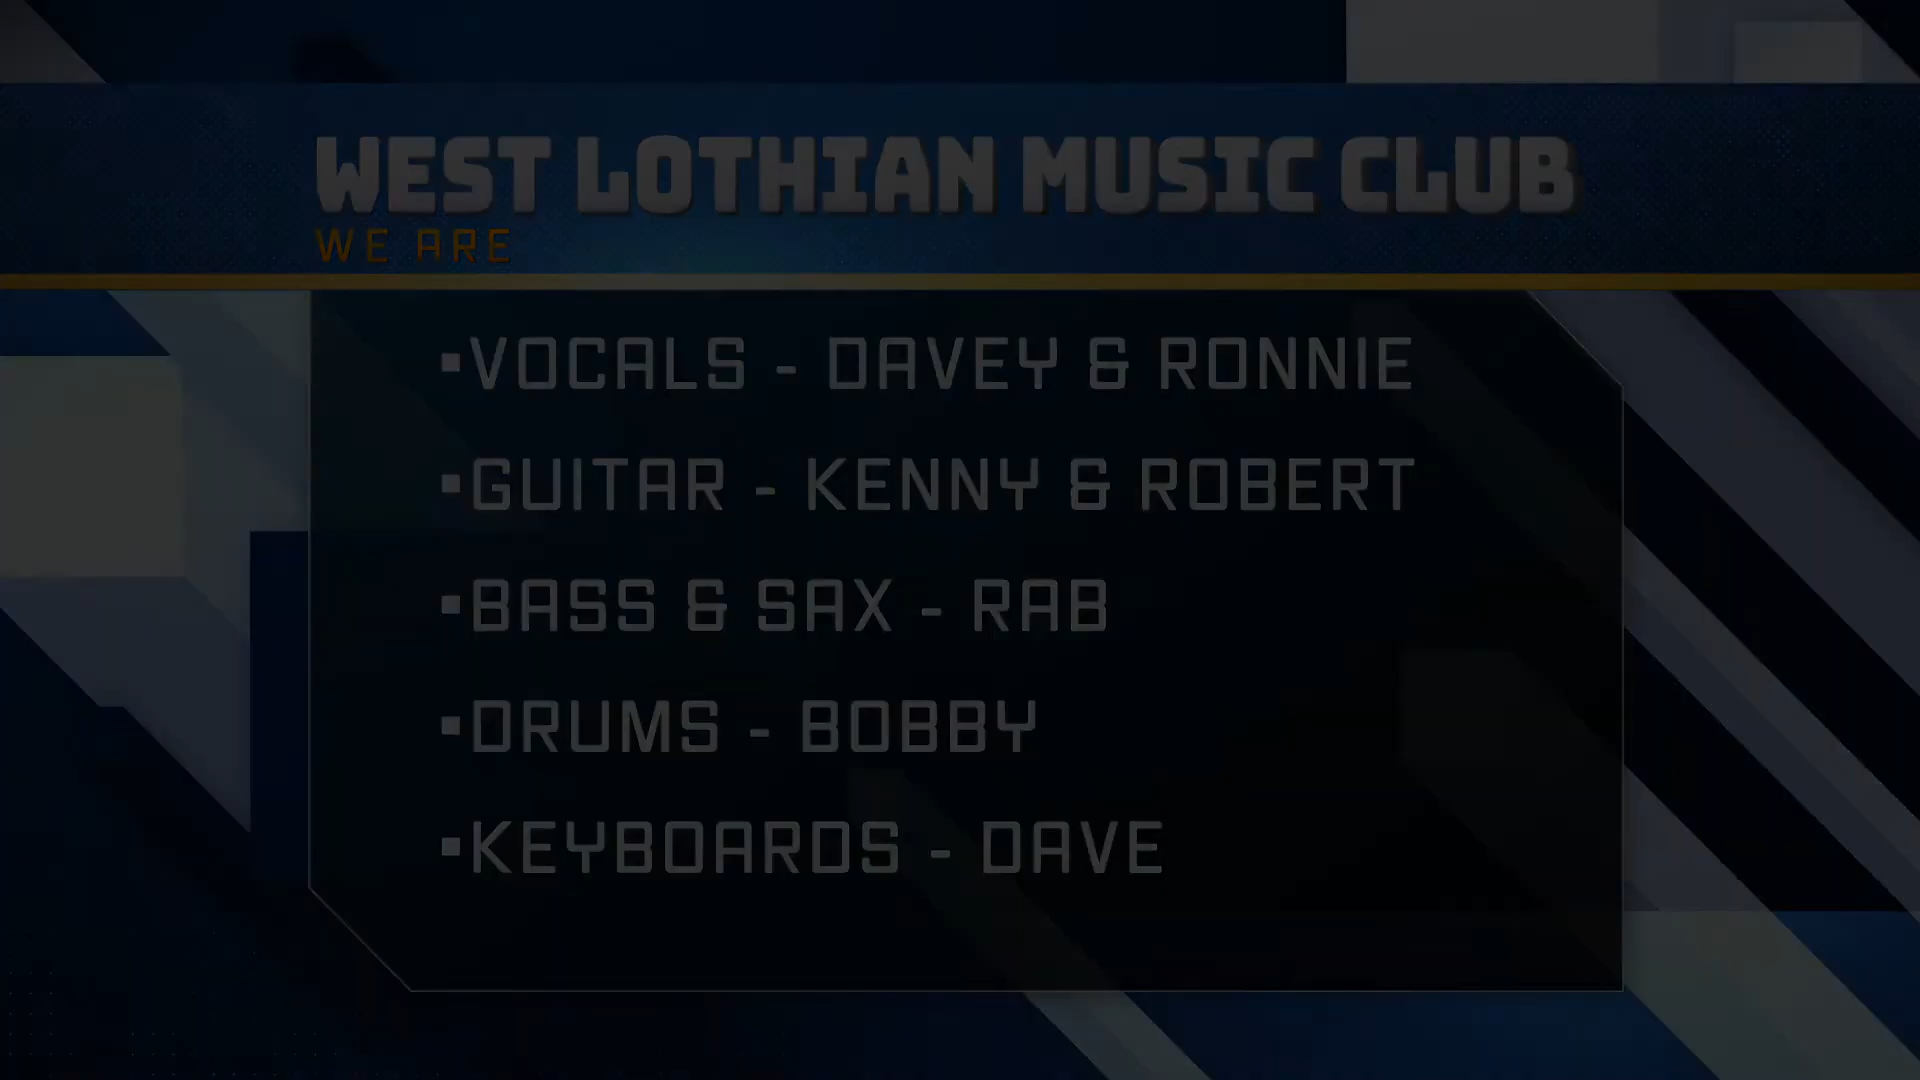 WEST LOTHIAN MUSIC CLUB
WE ARE
▪VOCALS - DAVEY & RONNIE
▪GUITAR - KENNY & ROBERT
▪BASS & SAX - RAB
▪DRUMS - BOBBY
▪KEYBOARDS - DAVE